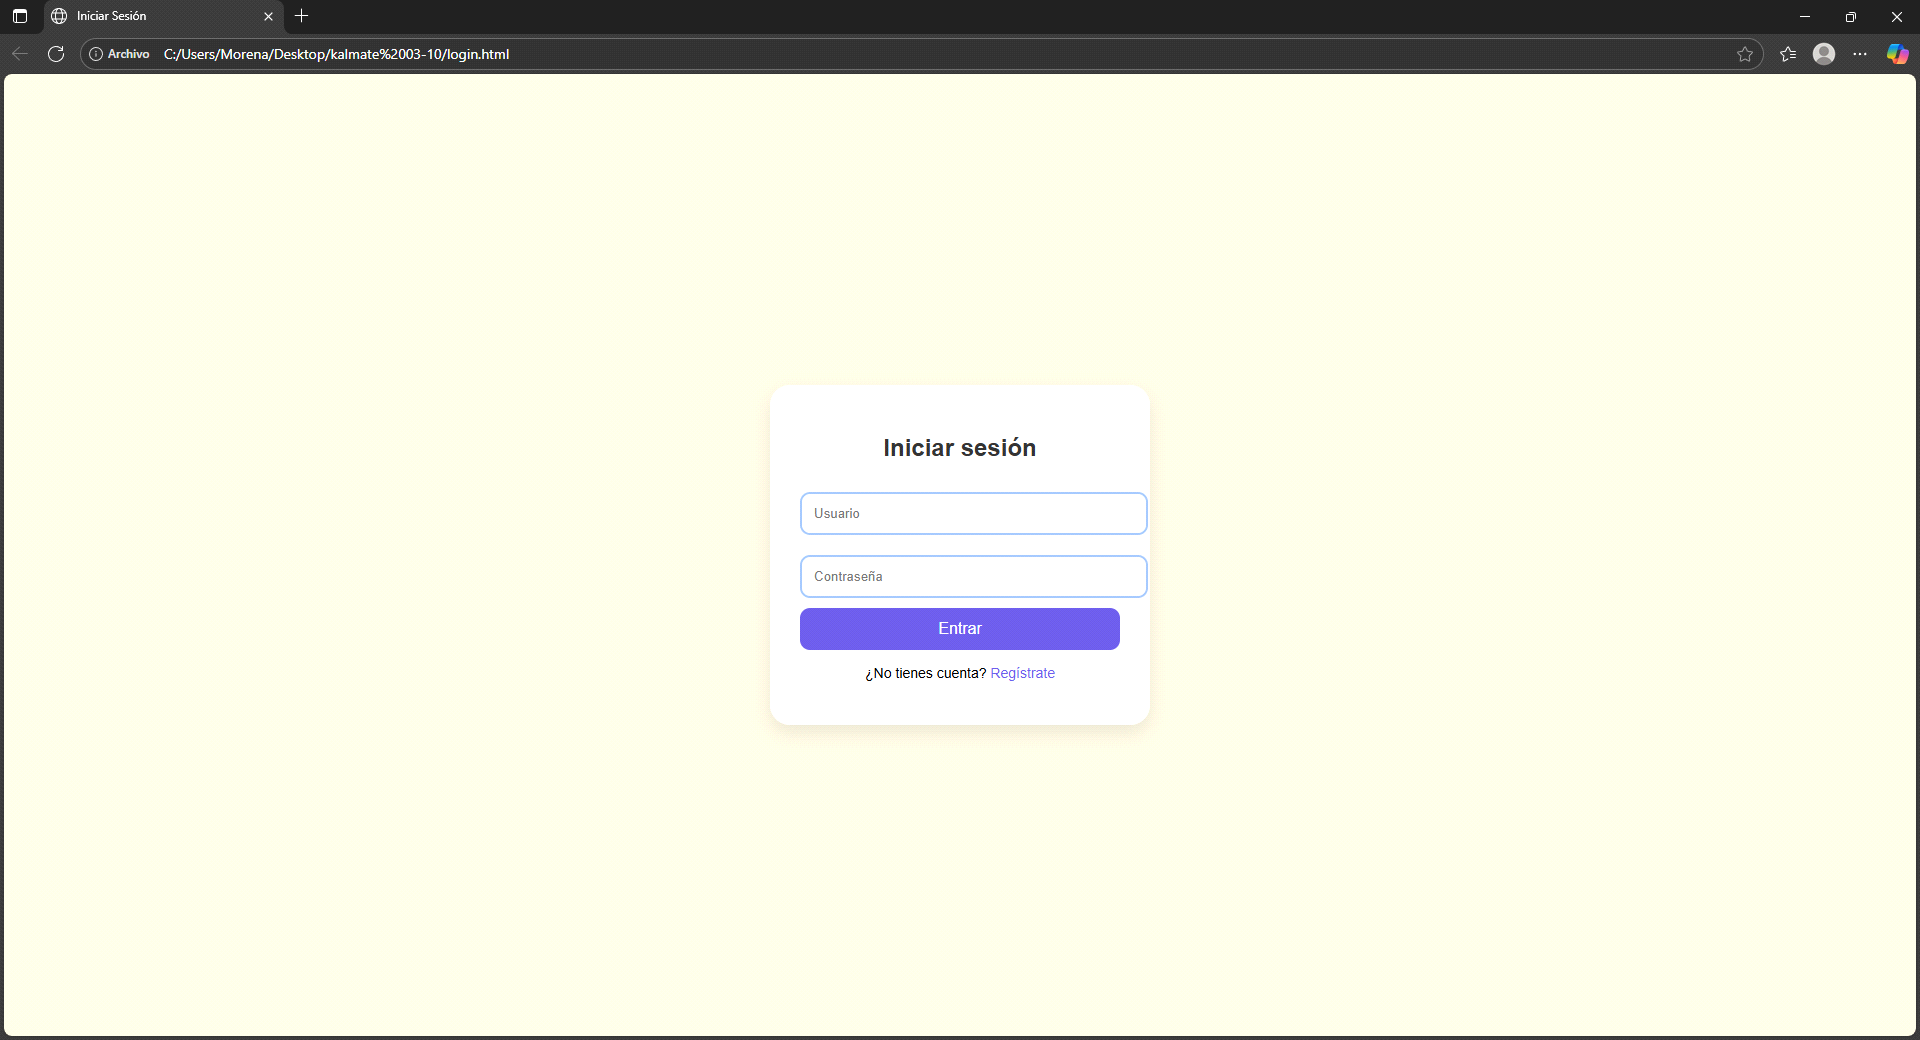 Iniciar Sesión
Archivo C:/Users/Morena/Desktop/kalmate%2003-10/login.html
Iniciar sesión
Usuario
Contraseña
Entrar
¿No tienes cuenta? Regístrate